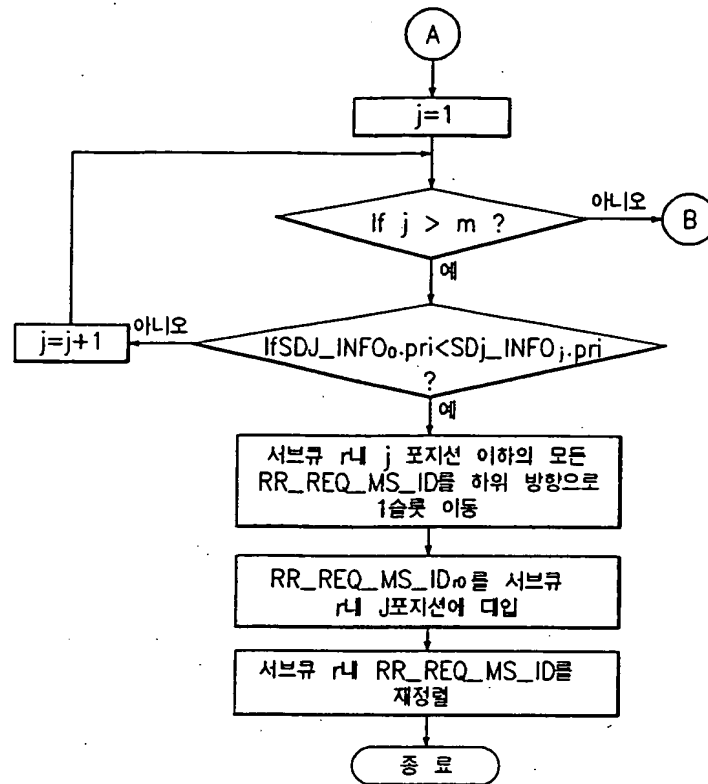 A
j=1
If j > m ?
아니오
B
예
IfSDJ_INFO₀.pri<SDj_INFOⱼ.pri
?
아니오
j=j+1
예
서브큐 r내 j 포지션 이하의 모든
RR_REQ_MS_ID를 하위 방향으로
1슬롯 이동
RR_REQ_MS_IDr0를 서브큐
r내 J포지션에 대입
서브큐 r내 RR_REQ_MS_ID를
재정렬
종 료